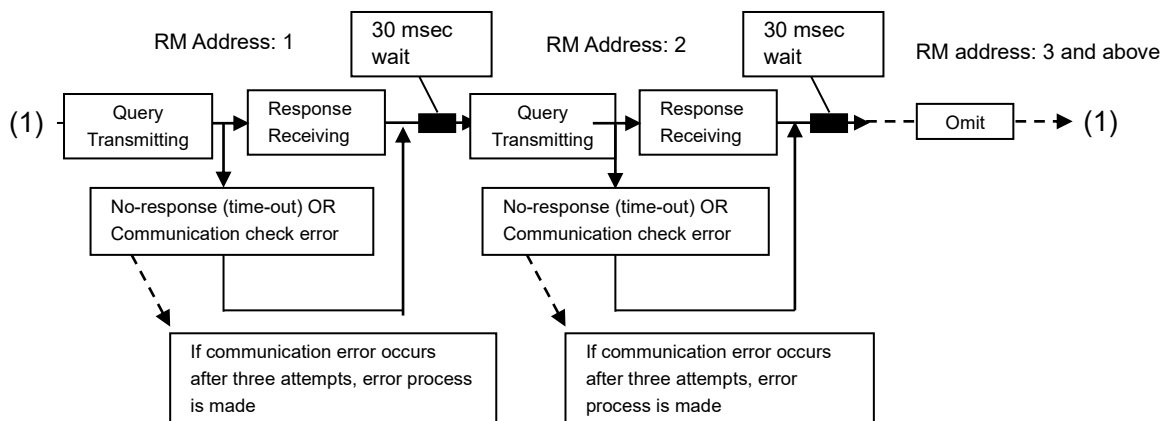 RM Address: 1
30 msec
wait
RM Address: 2
30 msec
wait
RM address: 3 and above
(1)
Query
Transmitting
Response
Receiving
Query
Transmitting
Response
Receiving
Omit
(1)
No-response (time-out) OR
Communication check error
No-response (time-out) OR
Communication check error
If communication error occurs
after three attempts, error process
is made
If communication error occurs
after three attempts, error
process is made